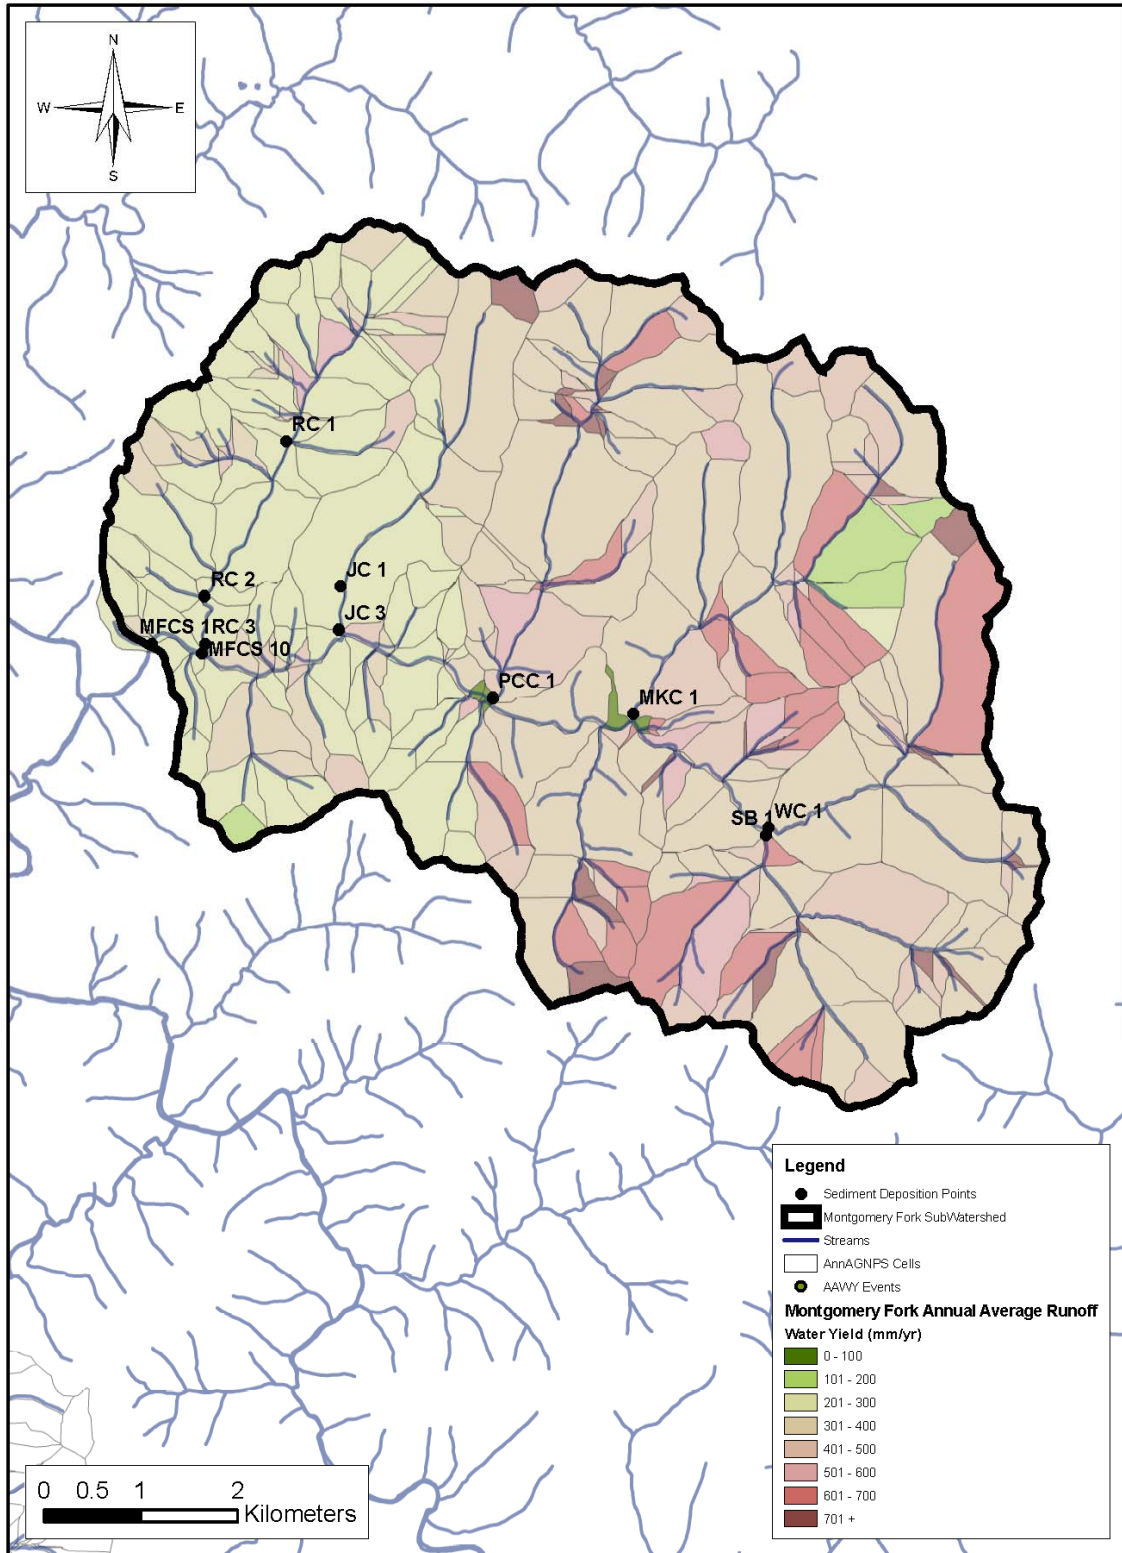 N
W E
S
RC 1
JC 1
RC 2
JC 3
MFCS 1 RC 3
MFCS 10
PCC 1
MKC 1
SB 1 WC 1
Legend
Sediment Deposition Points
Montgomery Fork SubWatershed
Streams
AnnAGNPS Cells
AAWY Events
Montgomery Fork Annual Average Runoff
Water Yield (mm/yr)
0 - 100
101 - 200
201 - 300
301 - 400
401 - 500
501 - 600
601 - 700
701 +
0 0.5 1 2
Kilometers